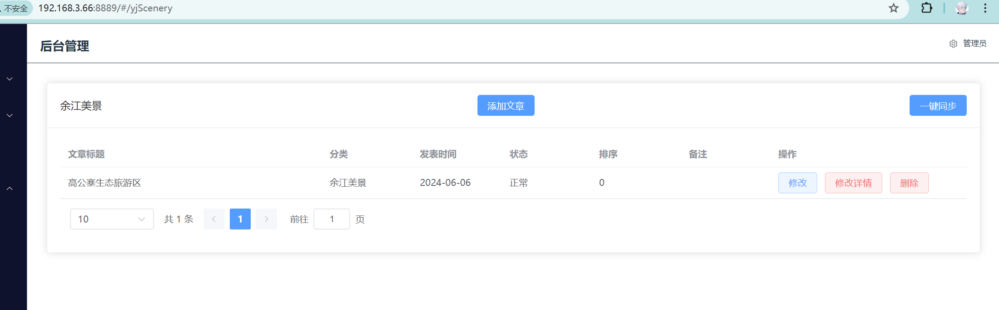 不安全 192.168.3.66:8889/#/yjScenery
后台管理
管理员
余江美景 添加文章 一键同步
文章标题 分类 发表时间 状态 排序 备注 操作
高公寨生态旅游区 余江美景 2024-06-06 正常 0 修改 修改详情 删除
10 共 1 条 1 前往 1 页